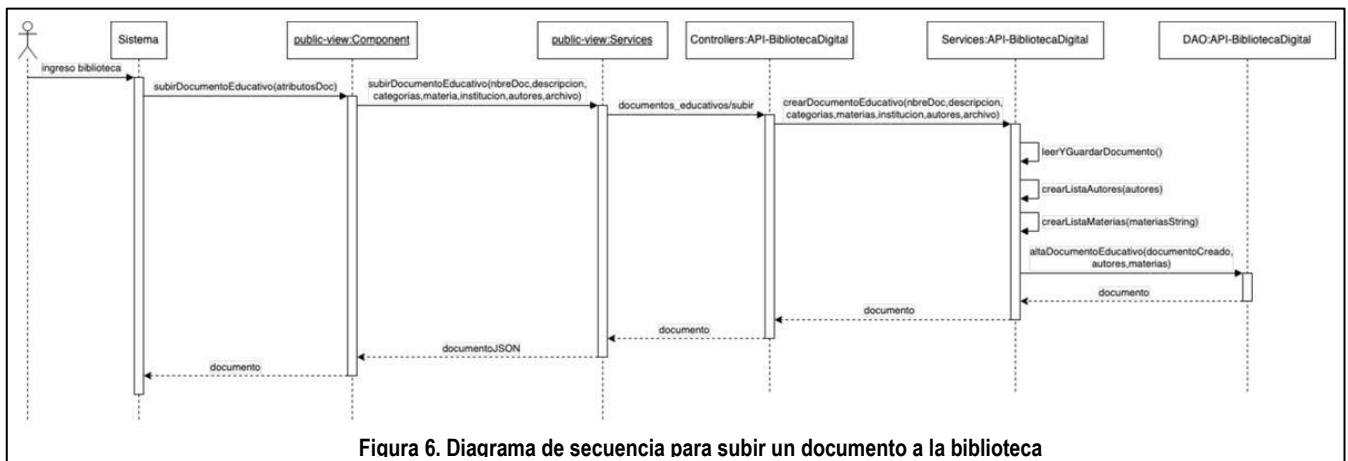 Sistema
public-view:Component
public-view:Services
Controllers:API-BibliotecaDigital
Services:API-BibliotecaDigital
DAO:API-BibliotecaDigital
ingreso biblioteca
subirDocumentoEducativo(atributosDoc)
subirDocumentoEducativo(nbreDoc,descripcion,
categorias,materia,institucion,autores,archivo)
documentos_educativos/subir
crearDocumentoEducativo(nbreDoc,descripcion,
categorias,materias,institucion,autores,archivo)
leerYGuardarDocumento()
crearListaAutores(autores)
crearListaMaterias(materiasString)
altaDocumentoEducativo(documentoCreado,
autores,materias)
documento
documento
documento
documentoJSON
documento
Figura 6. Diagrama de secuencia para subir un documento a la biblioteca